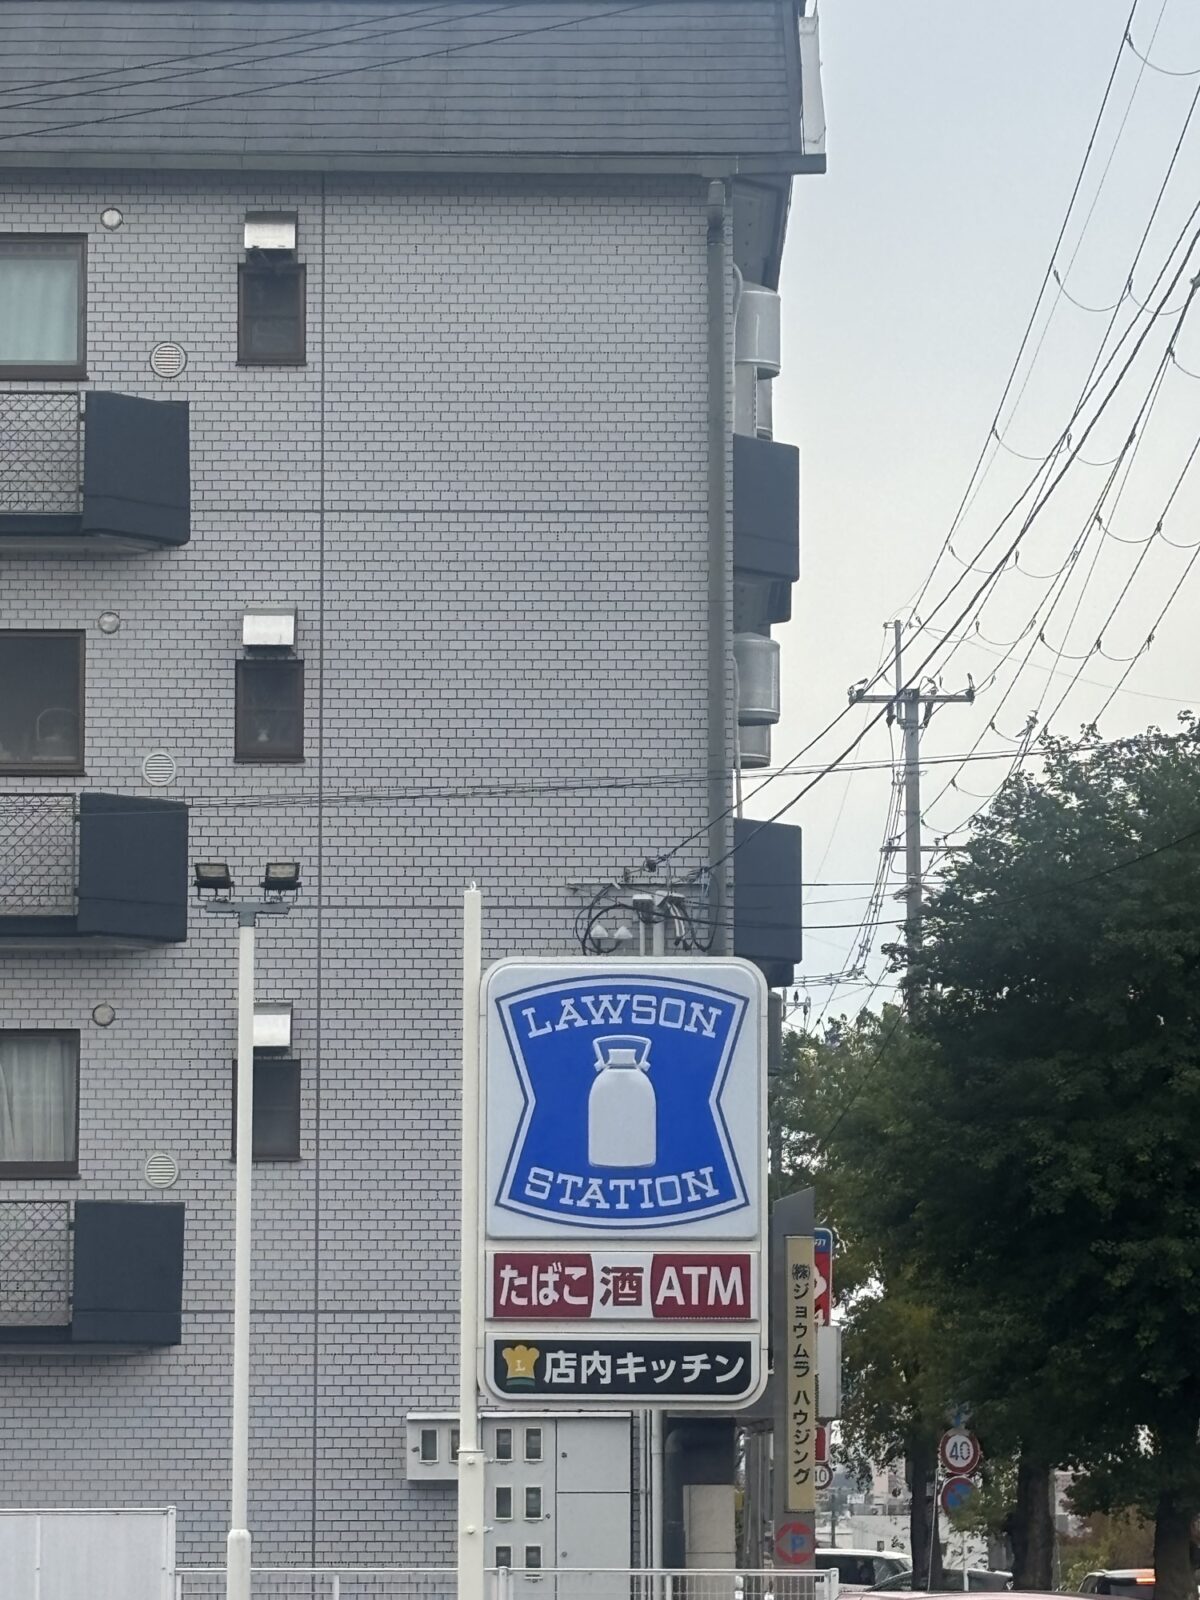 LAWSON
STATION
たばこ 酒 ATM
L 店内キッチン
㈱ジョウムラ ハウジング
40
P